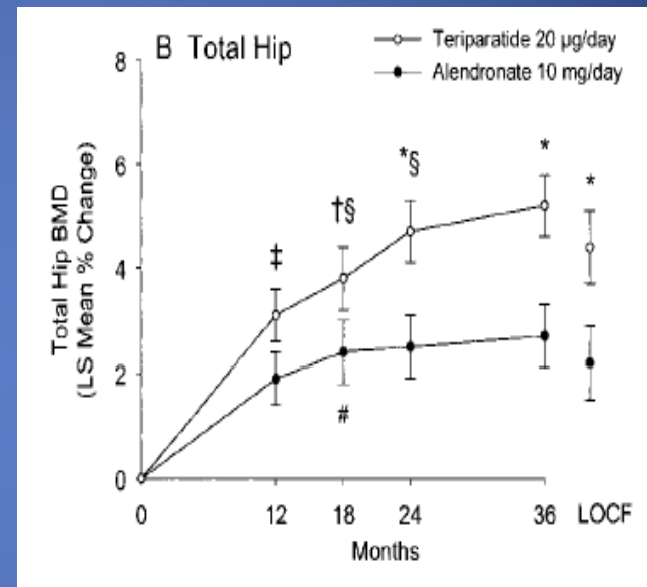 B Total Hip
Teriparatide 20 µg/day
Alendronate 10 mg/day
Total Hip BMD
(LS Mean % Change)
8
6
4
2
0
‡
†§
*§
*
*
#
0 12 18 24 36 LOCF
Months